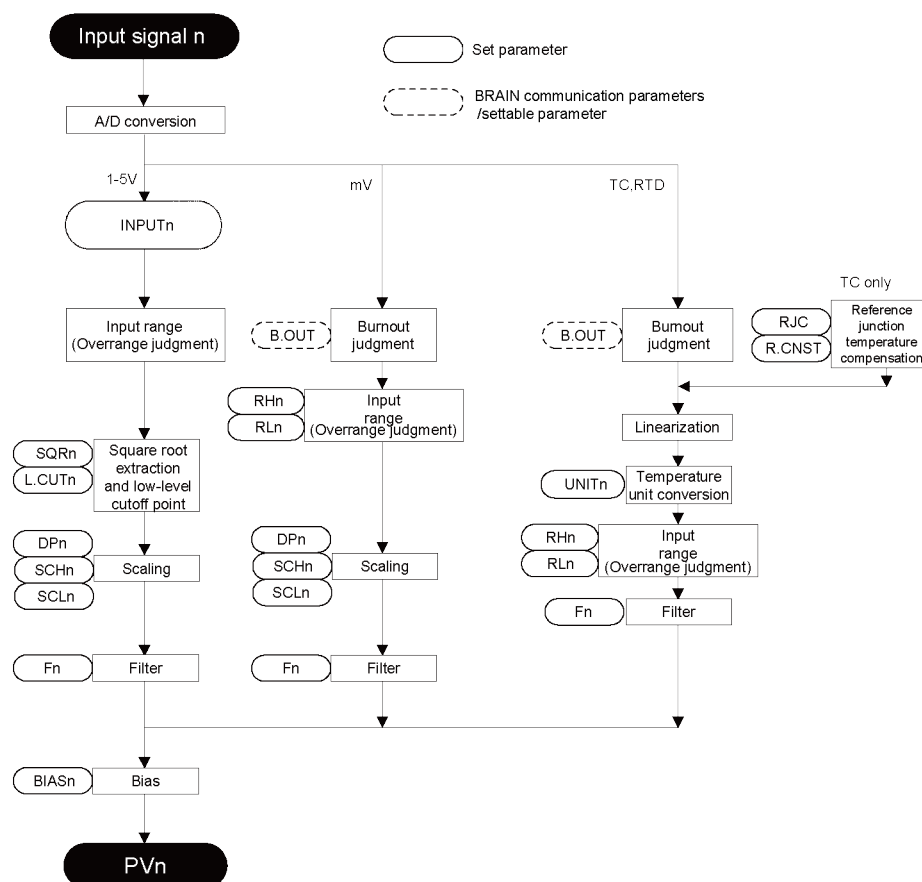 Input signal n
Set parameter
BRAIN communication parameters
/settable parameter
A/D conversion
1-5V
mV
TC,RTD
INPUTn
TC only
Input range
(Overrange judgment)
B.OUT
Burnout
judgment
B.OUT
Burnout
judgment
RJC
R.CNST
Reference
junction
temperature
compensation
RHn
RLn
Input
range
(Overrange judgment)
Linearization
SQRn
L.CUTn
Square root
extraction
and low-level
cutoff point
UNITn
Temperature
unit conversion
DPn
SCHn
SCLn
Scaling
DPn
SCHn
SCLn
Scaling
RHn
RLn
Input
range
(Overrange judgment)
Fn
Filter
Fn
Filter
Fn
Filter
BIASn
Bias
PVn